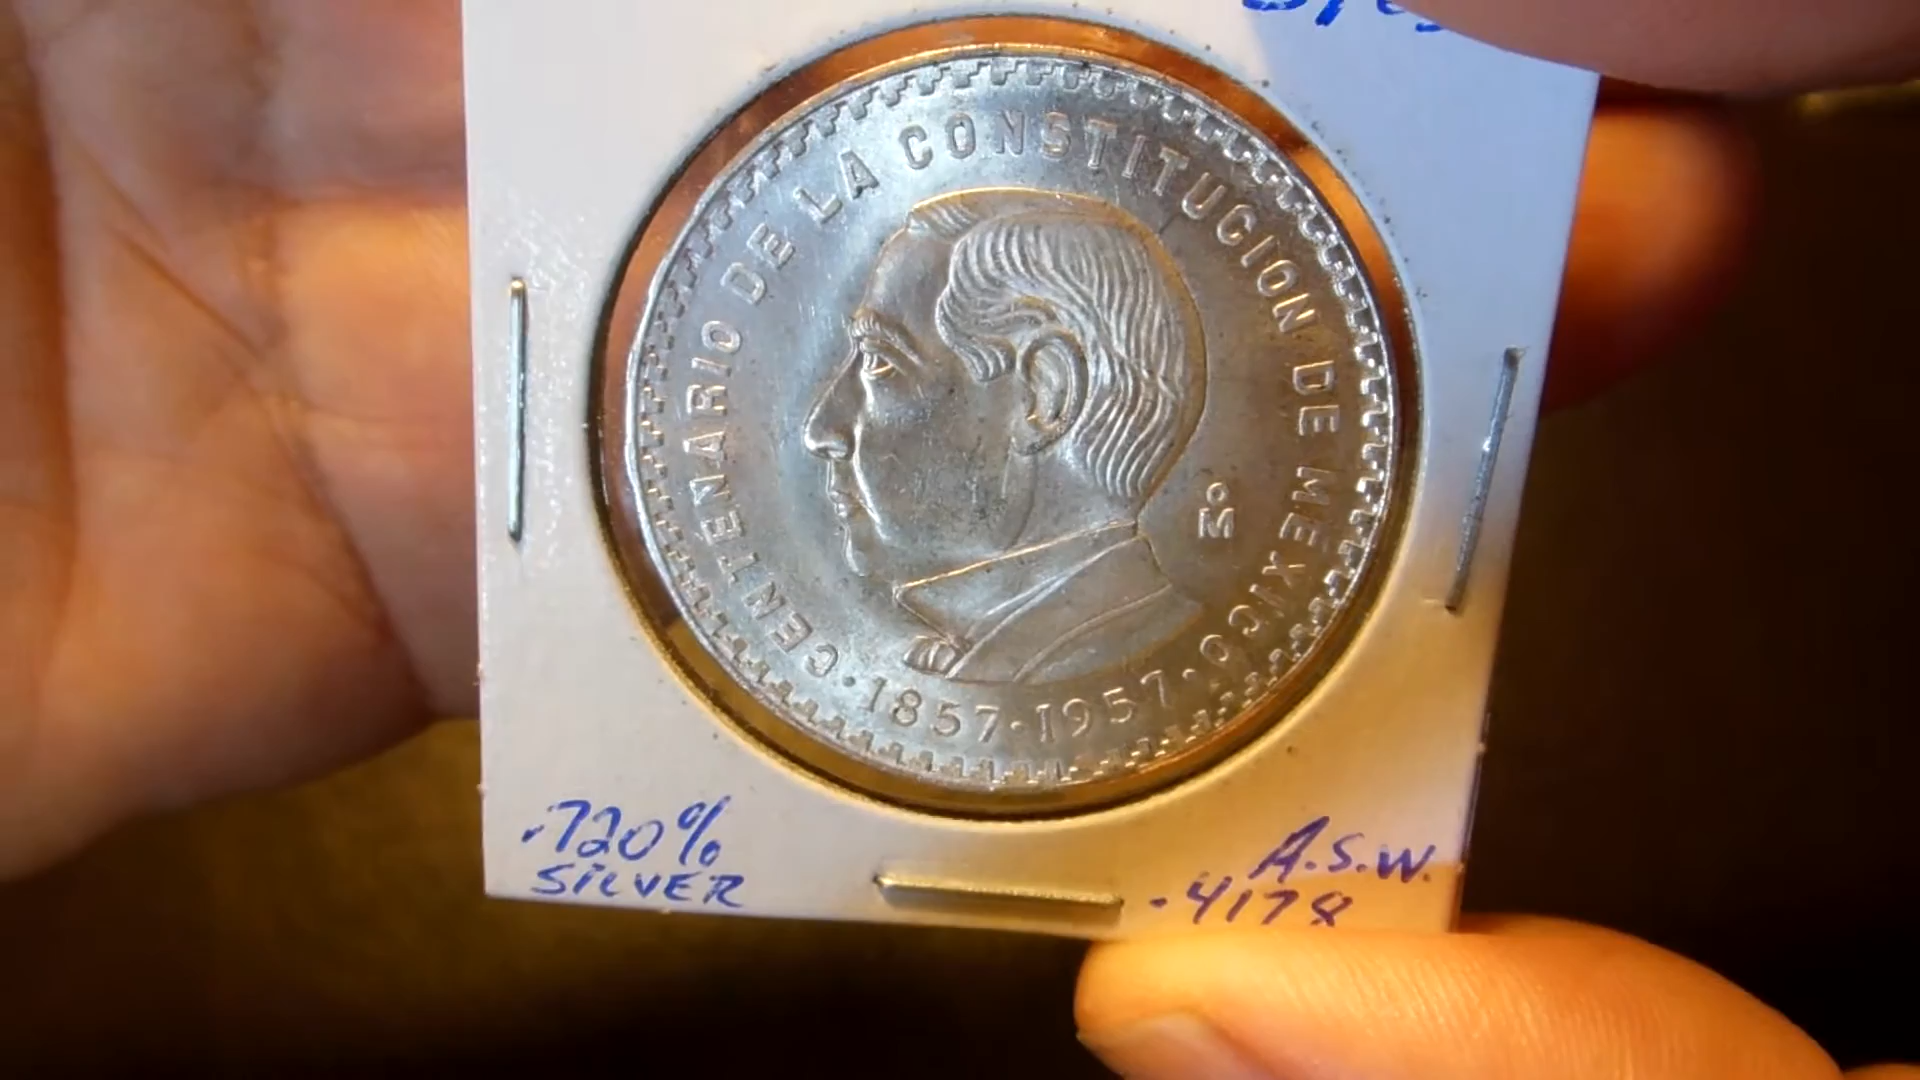 CENTENARIO DE LA CONSTITUCION DE MEXICO
·1857·1957·
Mo
.720%
SILVER
A.S.W.
.4178